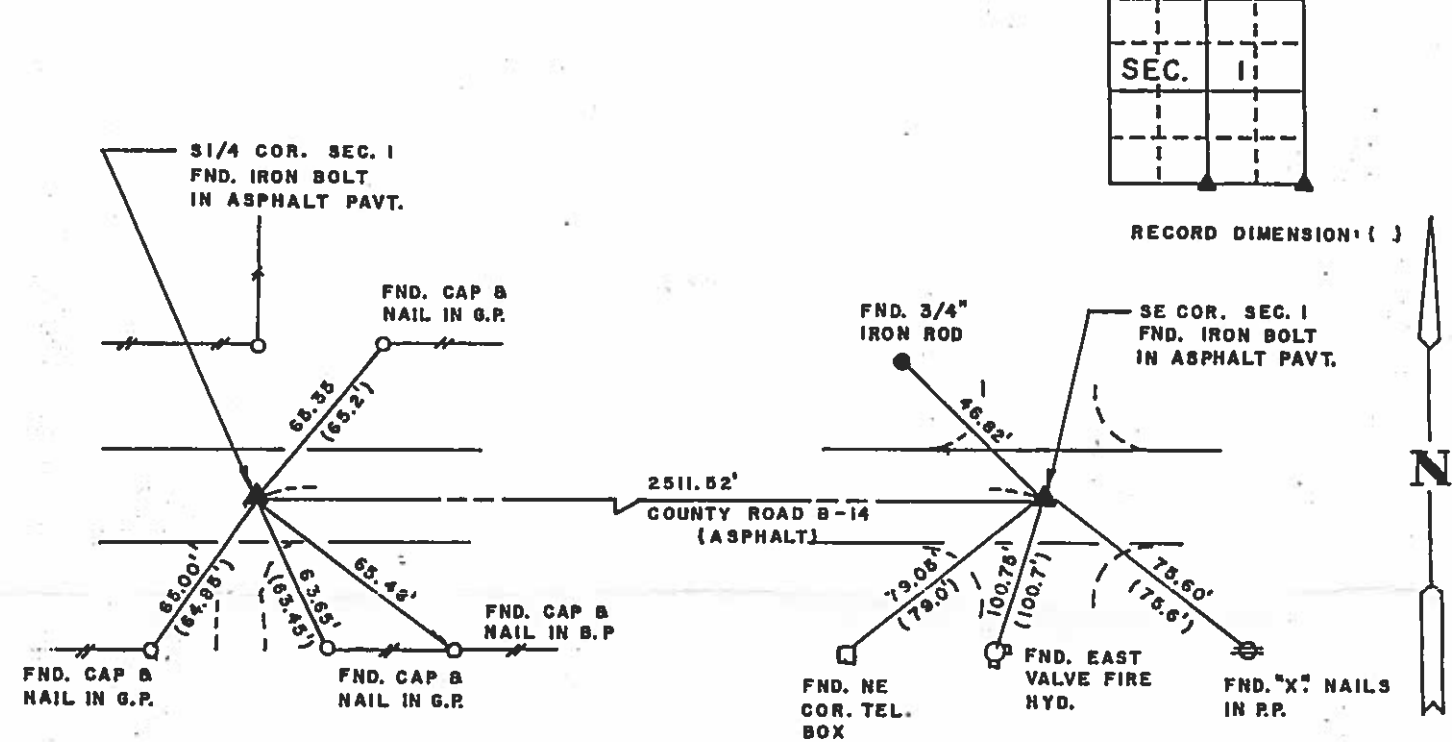 SEC. 1
RECORD DIMENSION: ( )
S1/4 COR. SEC. 1
FND. IRON BOLT
IN ASPHALT PAVT.
FND. CAP &
NAIL IN G.P.
FND. 3/4"
IRON ROD
SE COR. SEC. 1
FND. IRON BOLT
IN ASPHALT PAVT.
65.35
(65.2')
46.82'
N
2511.52'
COUNTY ROAD B-14
(ASPHALT)
65.00'
(64.85')
63.65'
(63.45')
65.48'
79.05'
(79.0')
100.75'
(100.7')
75.60'
(75.6')
FND. CAP &
NAIL IN B.P
FND. CAP &
NAIL IN G.P.
FND. CAP &
NAIL IN G.P.
FND. NE
COR. TEL.
BOX
FND. EAST
VALVE FIRE
HYD.
FND. "X" NAILS
IN P.P.